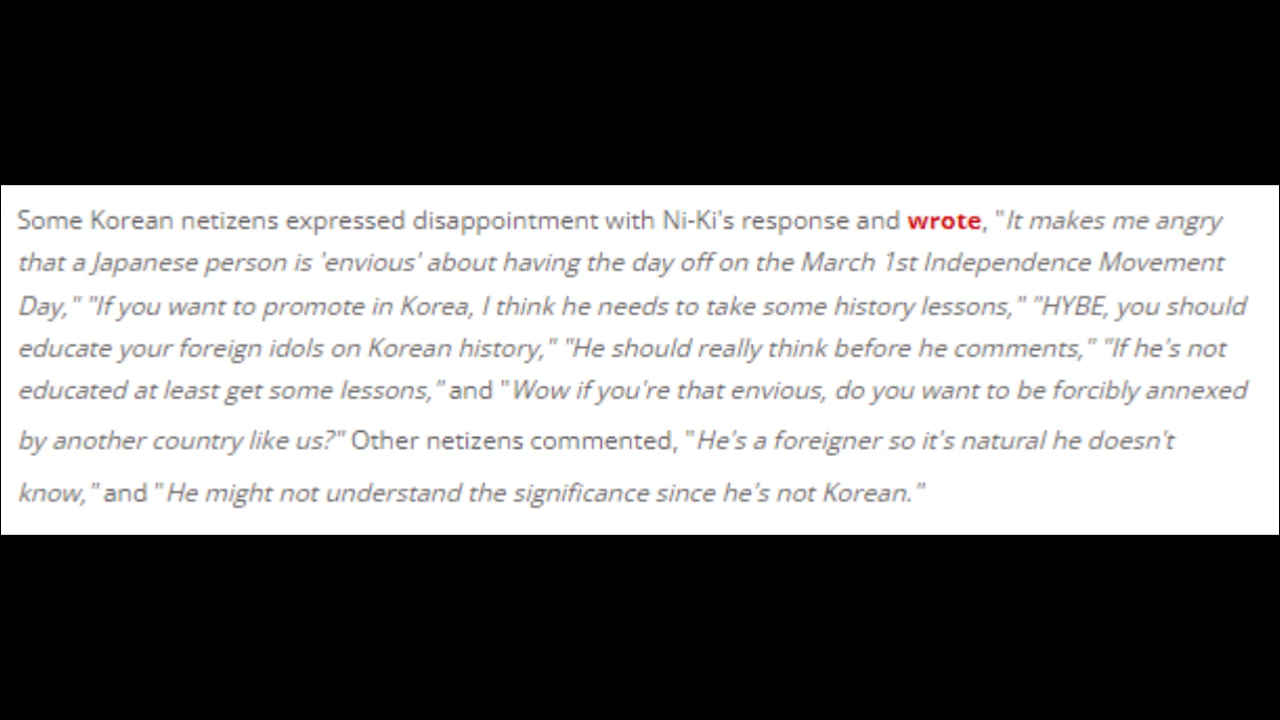 Some Korean netizens expressed disappointment with Ni-Ki's response and wrote, "It makes me angry
that a Japanese person is 'envious' about having the day off on the March 1st Independence Movement
Day," "If you want to promote in Korea, I think he needs to take some history lessons," "HYBE, you should
educate your foreign idols on Korean history," "He should really think before he comments," "If he's not
educated at least get some lessons," and "Wow if you're that envious, do you want to be forcibly annexed
by another country like us?" Other netizens commented, "He's a foreigner so it's natural he doesn't
know," and "He might not understand the significance since he's not Korean."